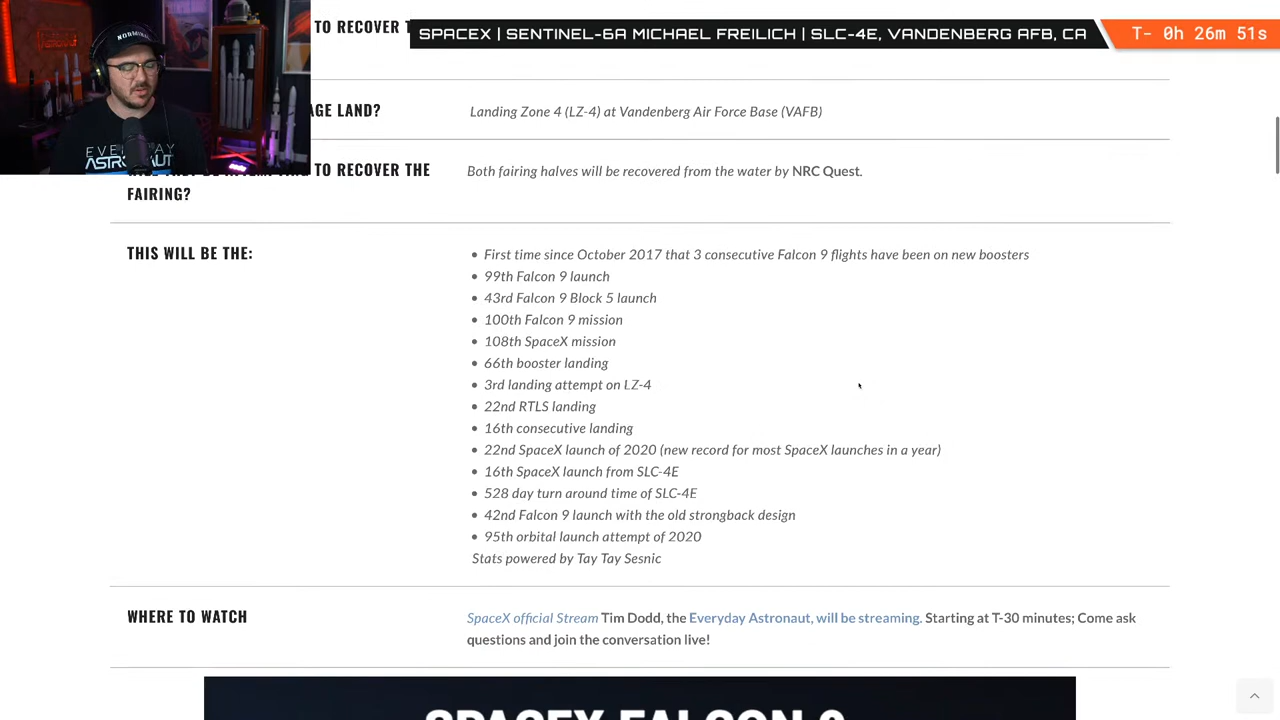 TO RECOVER T
SPACEX | SENTINEL-6A MICHAEL FREILICH | SLC-4E, VANDENBERG AFB, CA
T- 0h 26m 51s
AGE LAND?
Landing Zone 4 (LZ-4) at Vandenberg Air Force Base (VAFB)
TO RECOVER THE
FAIRING?
Both fairing halves will be recovered from the water by NRC Quest.
THIS WILL BE THE:
• First time since October 2017 that 3 consecutive Falcon 9 flights have been on new boosters
• 99th Falcon 9 launch
• 43rd Falcon 9 Block 5 launch
• 100th Falcon 9 mission
• 108th SpaceX mission
• 66th booster landing
• 3rd landing attempt on LZ-4
• 22nd RTLS landing
• 16th consecutive landing
• 22nd SpaceX launch of 2020 (new record for most SpaceX launches in a year)
• 16th SpaceX launch from SLC-4E
• 528 day turn around time of SLC-4E
• 42nd Falcon 9 launch with the old strongback design
• 95th orbital launch attempt of 2020
Stats powered by Tay Tay Sesnic
WHERE TO WATCH
SpaceX official Stream Tim Dodd, the Everyday Astronaut, will be streaming. Starting at T-30 minutes; Come ask
questions and join the conversation live!
SPACEX FALCON 9
NORMINAL
EVERYDAY
ASTRONAUT